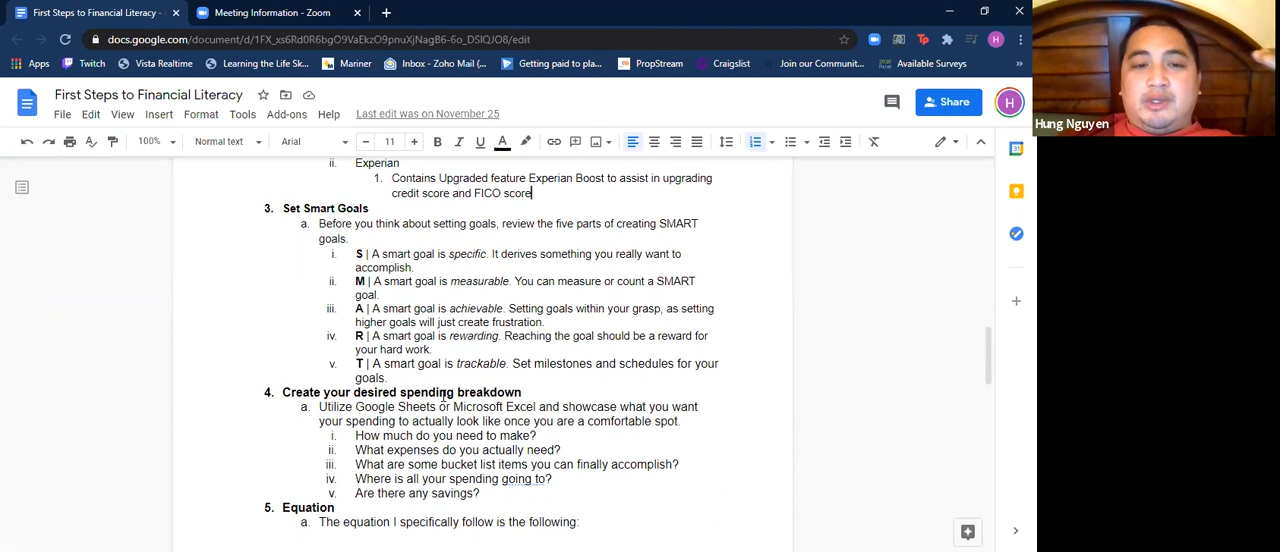 First Steps to Financial Literacy -
Meeting Information - Zoom
docs.google.com/document/d/1FX_xs6Rd0R6bgO9VaEkzO9pnuXjNagB6-6o_DSIQJO8/edit
Apps
Twitch
Vista Realtime
Learning the Life Sk...
Mariner
Inbox - Zoho Mail (...
Getting paid to pla...
PropStream
Craigslist
Join our Communit...
Available Surveys
Hung Nguyen
First Steps to Financial Literacy
File Edit View Insert Format Tools Add-ons Help Last edit was on November 25
Share
H
100% Normal text Arial 11 B I U A
ii. Experian
1. Contains Upgraded feature Experian Boost to assist in upgrading
credit score and FICO score
3. Set Smart Goals
a. Before you think about setting goals, review the five parts of creating SMART
goals.
i. S | A smart goal is specific. It derives something you really want to
accomplish.
ii. M | A smart goal is measurable. You can measure or count a SMART
goal.
iii. A | A smart goal is achievable. Setting goals within your grasp, as setting
higher goals will just create frustration.
iv. R | A smart goal is rewarding. Reaching the goal should be a reward for
your hard work.
v. T | A smart goal is trackable. Set milestones and schedules for your
goals.
4. Create your desired spending breakdown
a. Utilize Google Sheets or Microsoft Excel and showcase what you want
your spending to actually look like once you are a comfortable spot.
i. How much do you need to make?
ii. What expenses do you actually need?
iii. What are some bucket list items you can finally accomplish?
iv. Where is all your spending going to?
v. Are there any savings?
5. Equation
a. The equation I specifically follow is the following: